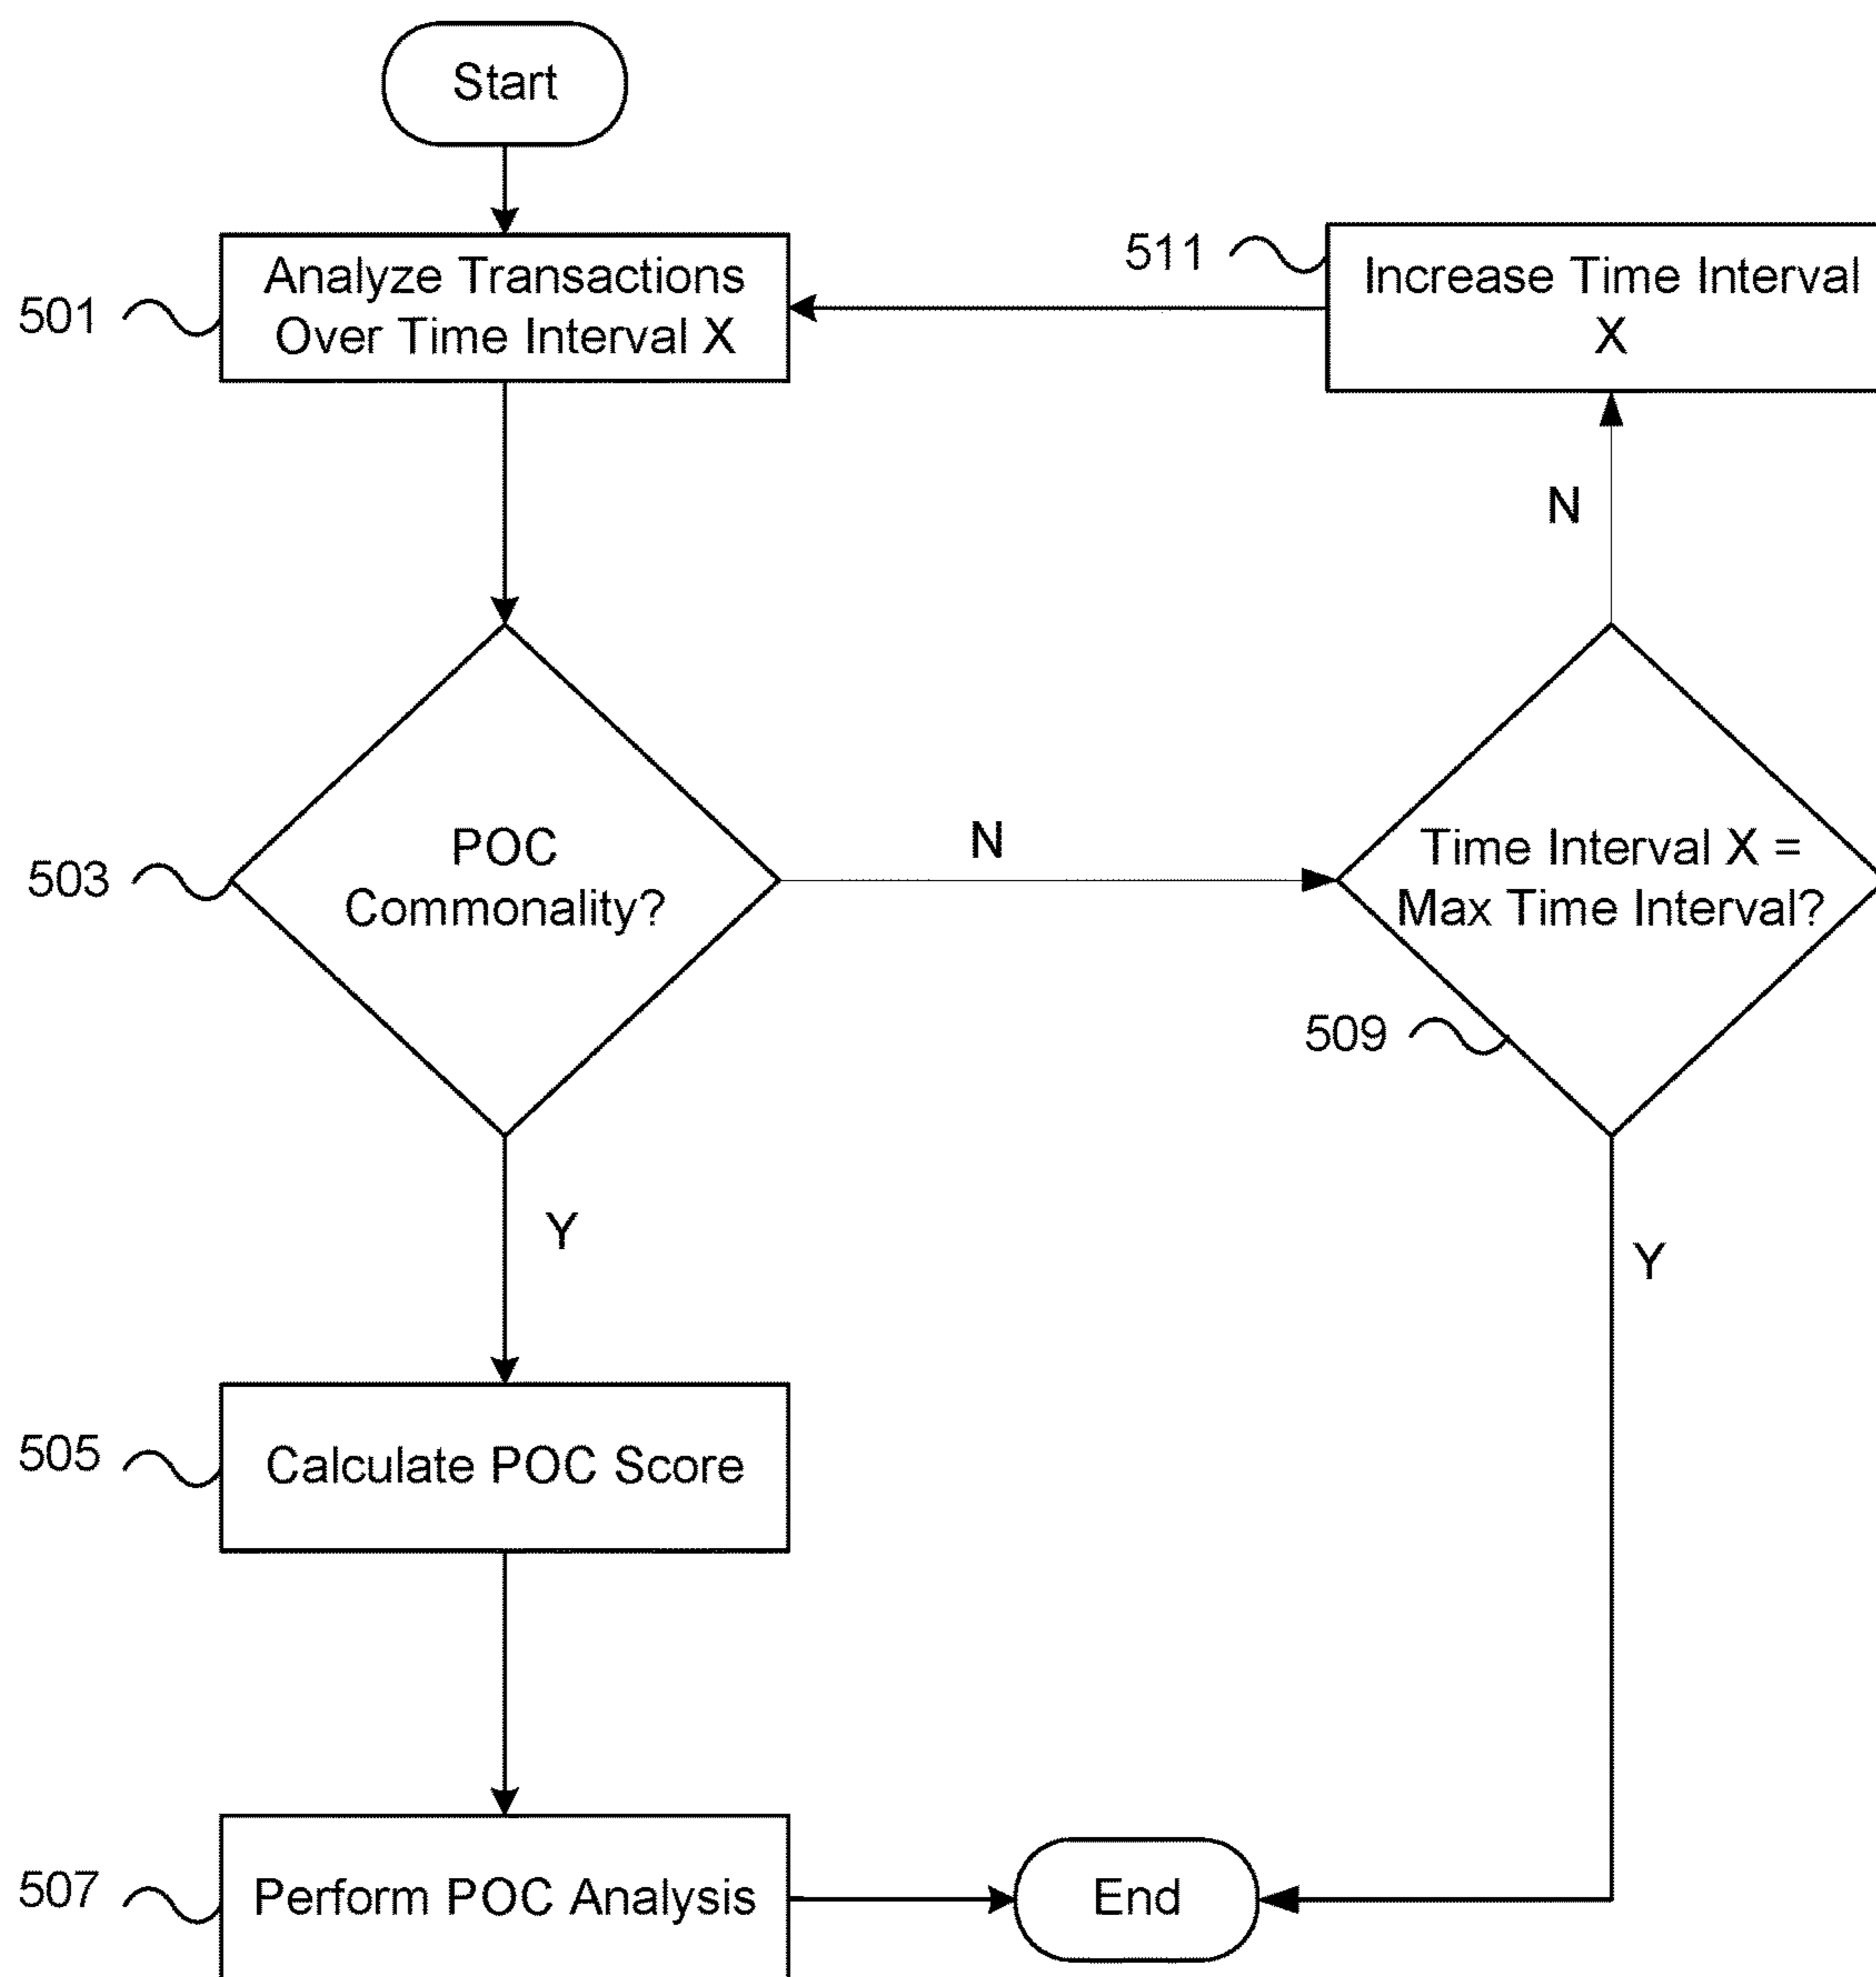 Start
501
Analyze Transactions
Over Time Interval X
511
Increase Time Interval
X
N
503
POC
Commonality?
N
Time Interval X =
Max Time Interval?
509
Y
Y
505
Calculate POC Score
507
Perform POC Analysis
End